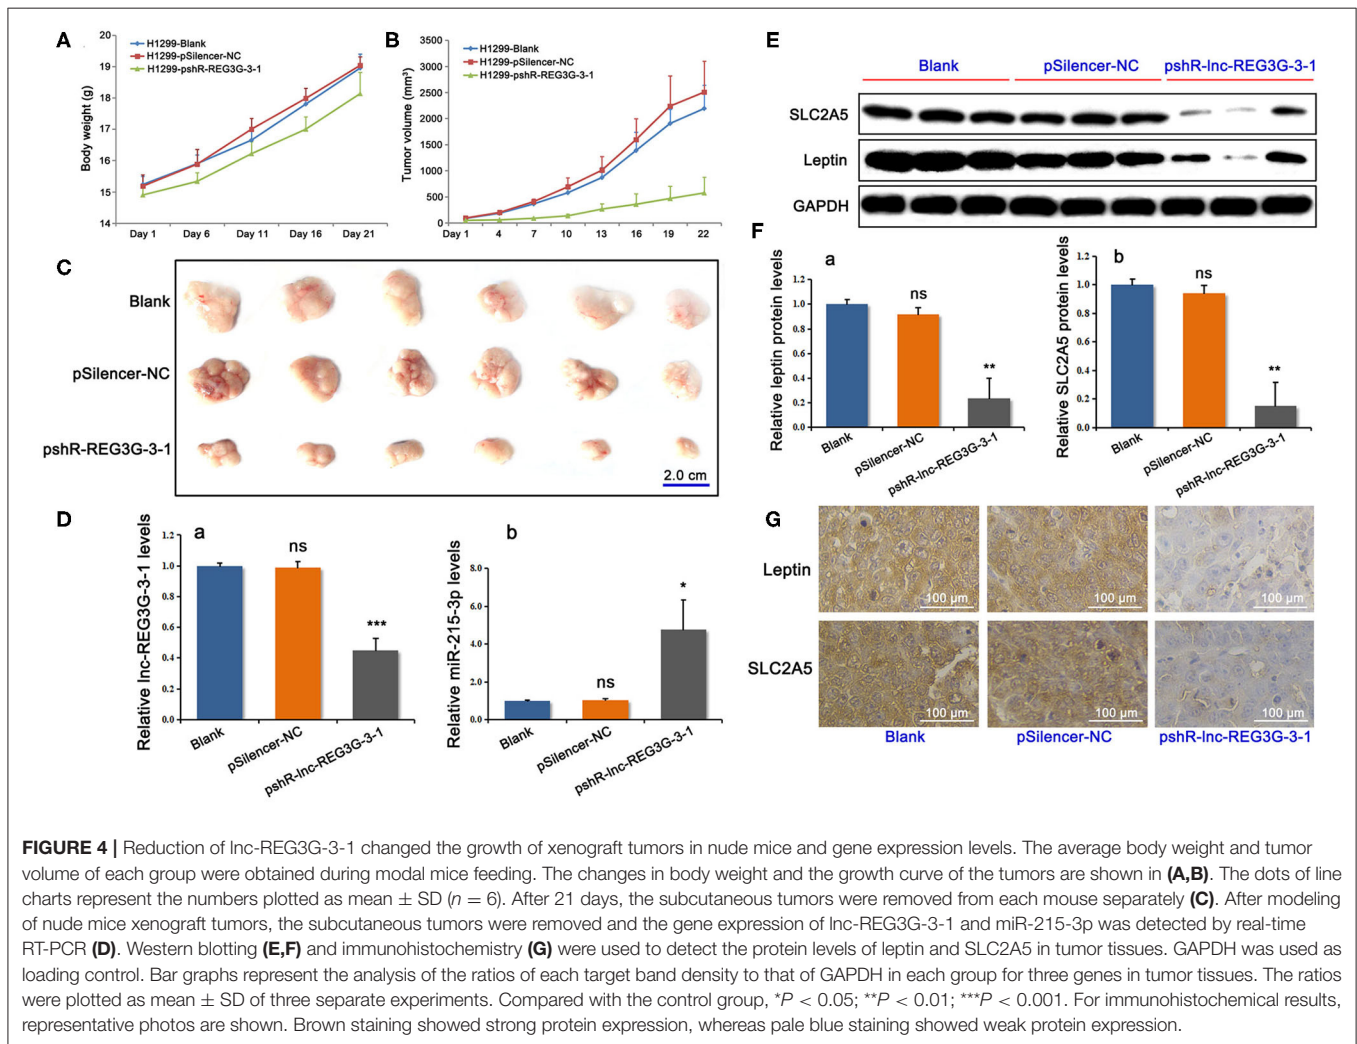 A
H1299-Blank
H1299-pSilencer-NC
H1299-pshR-REG3G-3-1
Body weight (g)
20
19
18
17
16
15
14
Day 1
Day 6
Day 11
Day 16
Day 21
B
H1299-Blank
H1299-pSilencer-NC
H1299-pshR-REG3G-3-1
Tumor volume (mm³)
3500
3000
2500
2000
1500
1000
500
0
Day 1
4
7
10
13
16
19
22
C
Blank
pSilencer-NC
pshR-REG3G-3-1
2.0 cm
D
a
Relative lnc-REG3G-3-1 levels
1.2
1.0
0.8
0.6
0.4
0.2
0.0
ns
***
Blank
pSilencer-NC
pshR-lnc-REG3G-3-1
b
Relative miR-215-3p levels
8.0
6.0
4.0
2.0
0.0
ns
*
Blank
pSilencer-NC
pshR-lnc-REG3G-3-1
E
Blank
pSilencer-NC
pshR-lnc-REG3G-3-1
SLC2A5
Leptin
GAPDH
F
a
Relative leptin protein levels
1.2
1.0
0.8
0.6
0.4
0.2
0.0
ns
**
Blank
pSilencer-NC
pshR-lnc-REG3G-3-1
b
Relative SLC2A5 protein levels
1.2
1.0
0.8
0.6
0.4
0.2
0
ns
**
Blank
pSilencer-NC
pshR-lnc-REG3G-3-1
G
Leptin
100 µm
100 µm
100 µm
SLC2A5
100 µm
100 µm
100 µm
Blank
pSilencer-NC
pshR-lnc-REG3G-3-1
FIGURE 4 | Reduction of lnc-REG3G-3-1 changed the growth of xenograft tumors in nude mice and gene expression levels. The average body weight and tumor
volume of each group were obtained during modal mice feeding. The changes in body weight and the growth curve of the tumors are shown in (A,B). The dots of line
charts represent the numbers plotted as mean ± SD (n = 6). After 21 days, the subcutaneous tumors were removed from each mouse separately (C). After modeling
of nude mice xenograft tumors, the subcutaneous tumors were removed and the gene expression of lnc-REG3G-3-1 and miR-215-3p was detected by real-time
RT-PCR (D). Western blotting (E,F) and immunohistochemistry (G) were used to detect the protein levels of leptin and SLC2A5 in tumor tissues. GAPDH was used as
loading control. Bar graphs represent the analysis of the ratios of each target band density to that of GAPDH in each group for three genes in tumor tissues. The ratios
were plotted as mean ± SD of three separate experiments. Compared with the control group, *P < 0.05; **P < 0.01; ***P < 0.001. For immunohistochemical results,
representative photos are shown. Brown staining showed strong protein expression, whereas pale blue staining showed weak protein expression.